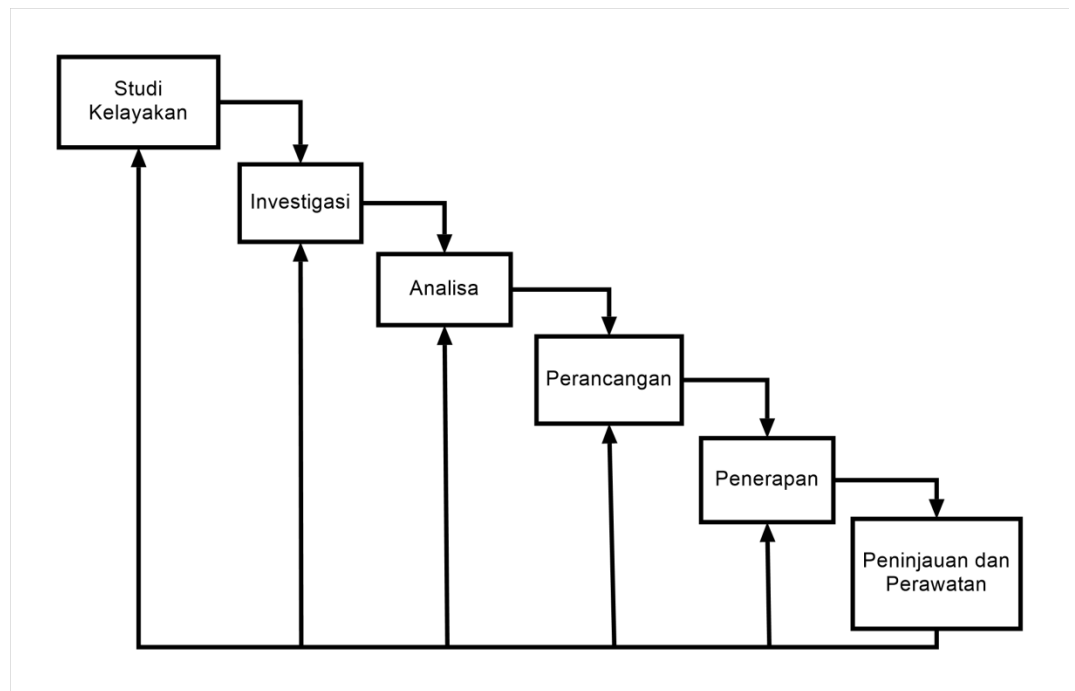 Studi
Kelayakan
Investigasi
Analisa
Perancangan
Penerapan
Peninjauan dan
Perawatan